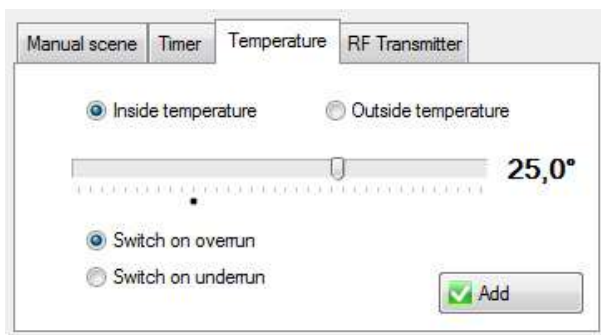 Manual scene Timer Temperature RF Transmitter
Inside temperature Outside temperature
25,0°
Switch on overrun
Switch on underrun
Add